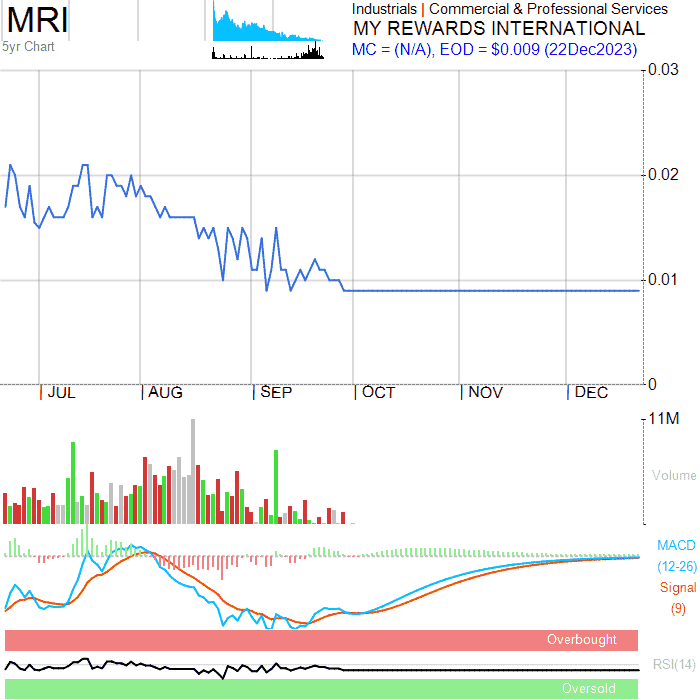 MRI
5yr Chart
Industrials | Commercial & Professional Services
MY REWARDS INTERNATIONAL
MC = (N/A), EOD = $0.009 (22Dec2023)
0.03
0.02
0.01
0
JUL AUG SEP OCT NOV DEC
11M
Volume
MACD
(12-26)
Signal
(9)
Overbought
RSI(14)
Oversold